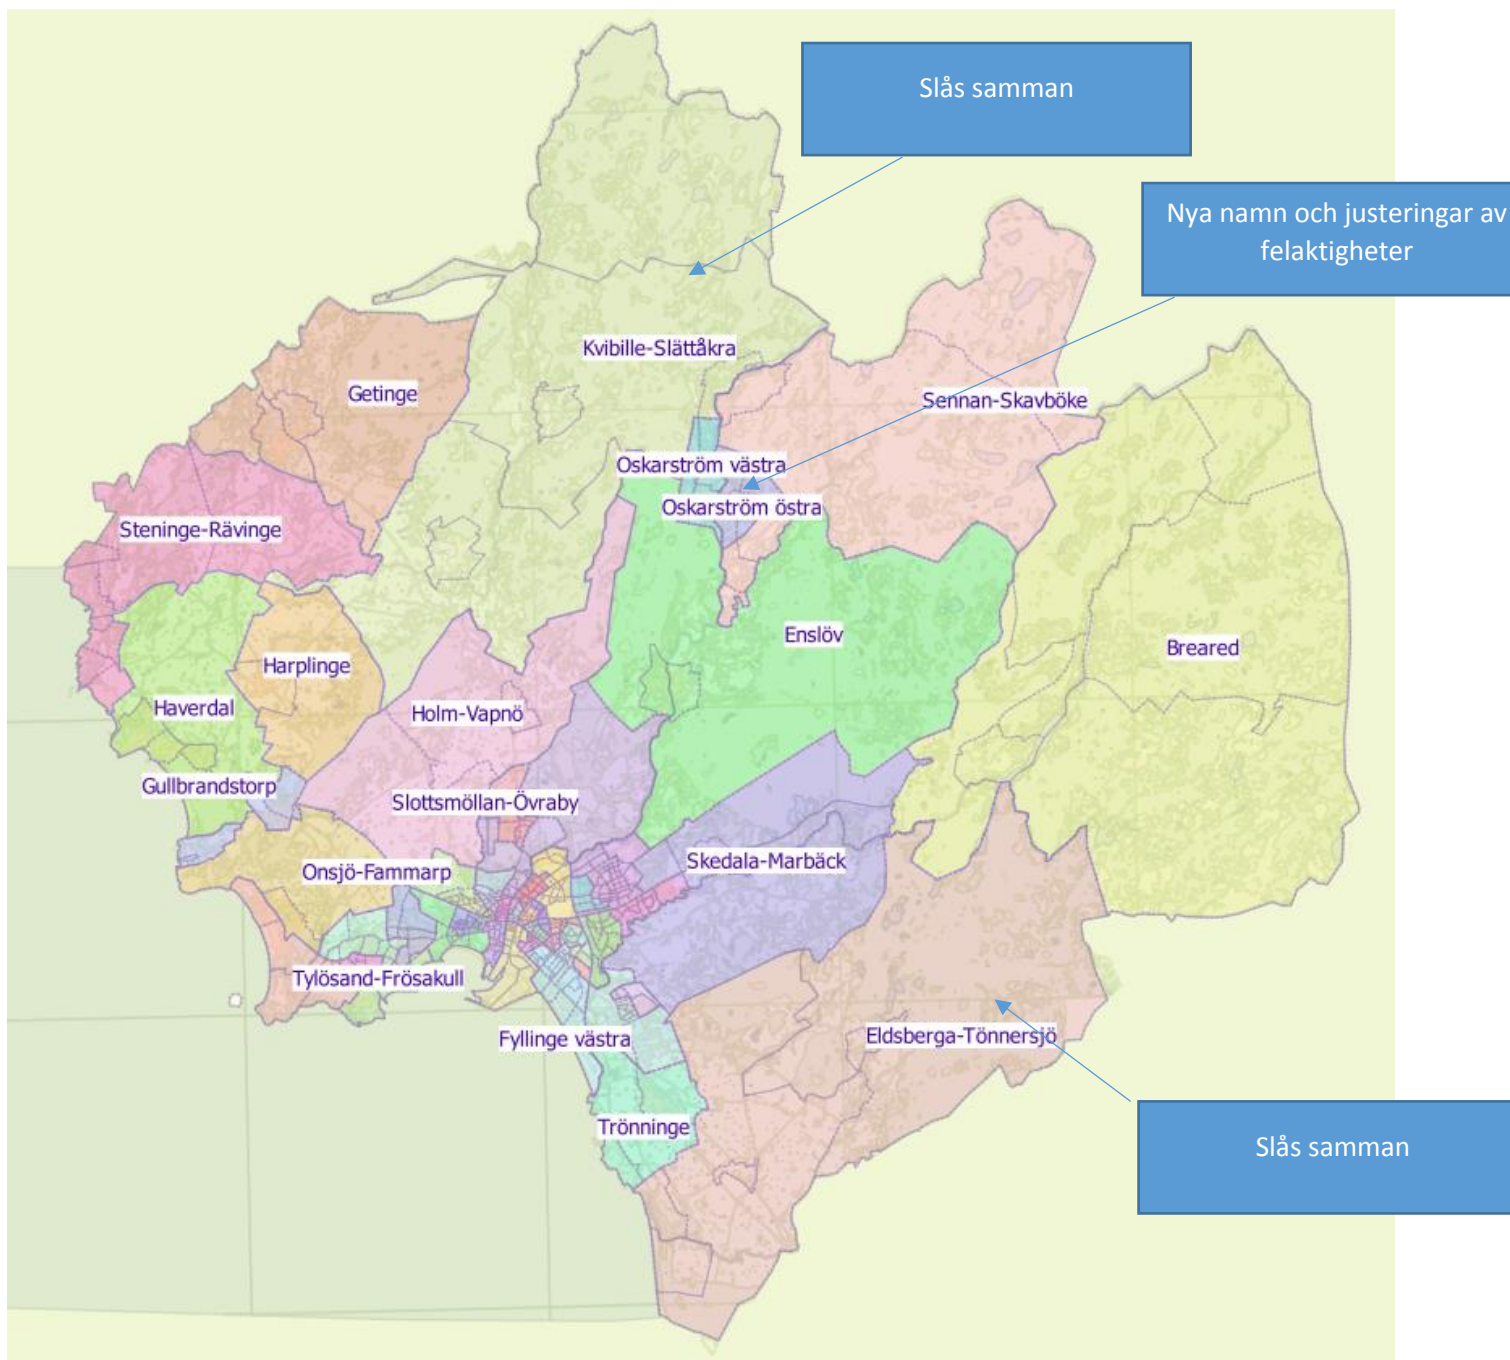 Slås samman
Nya namn och justeringar av
felaktigheter
Kvibille-Slättåkra
Getinge
Sennan-Skavböke
Oskarström västra
Oskarström östra
Steninge-Rävinge
Enslöv
Breared
Harplinge
Haverdal
Holm-Vapnö
Gullbrandstorp
Slottsmöllan-Övraby
Skedala-Marbäck
Onsjö-Fammarp
Tylösand-Frösakull
Fyllinge västra
Eldsberga-Tönnersjö
Trönninge
Slås samman